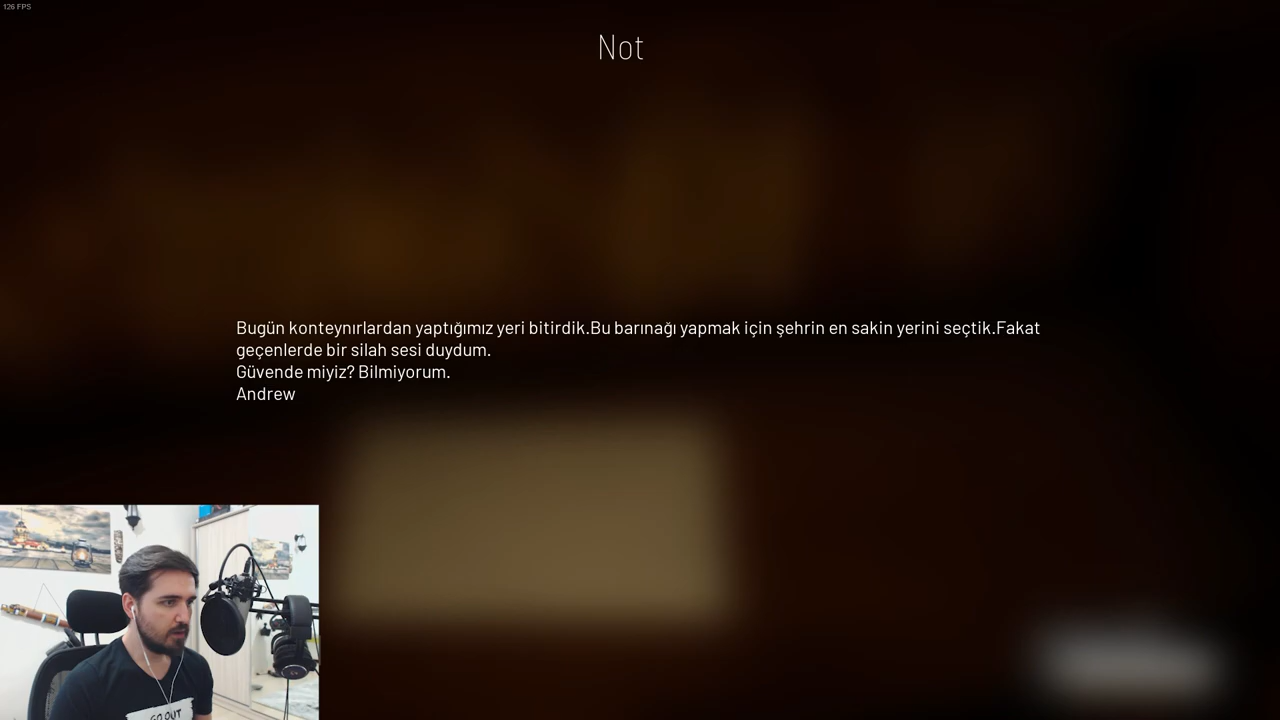 126 FPS
Not
Bugün konteynırlardan yaptığımız yeri bitirdik.Bu barınağı yapmak için şehrin en sakin yerini seçtik.Fakat
geçenlerde bir silah sesi duydum.
Güvende miyiz? Bilmiyorum.
Andrew
GO OUT